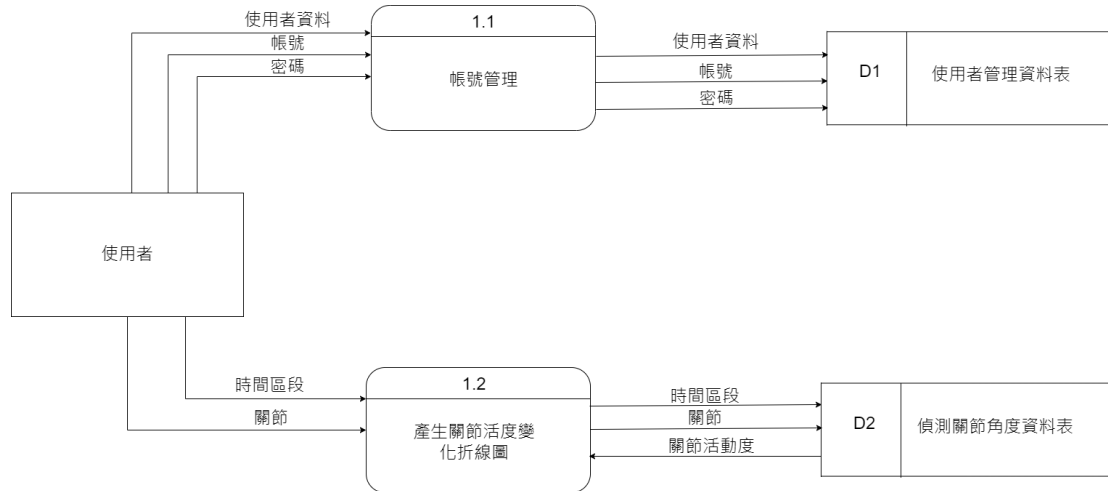 使用者資料
帳號
密碼
1.1
帳號管理
使用者資料
帳號
密碼
D1
使用者管理資料表
使用者
時間區段
關節
1.2
產生關節活度變
化折線圖
時間區段
關節
關節活動度
D2
偵測關節角度資料表